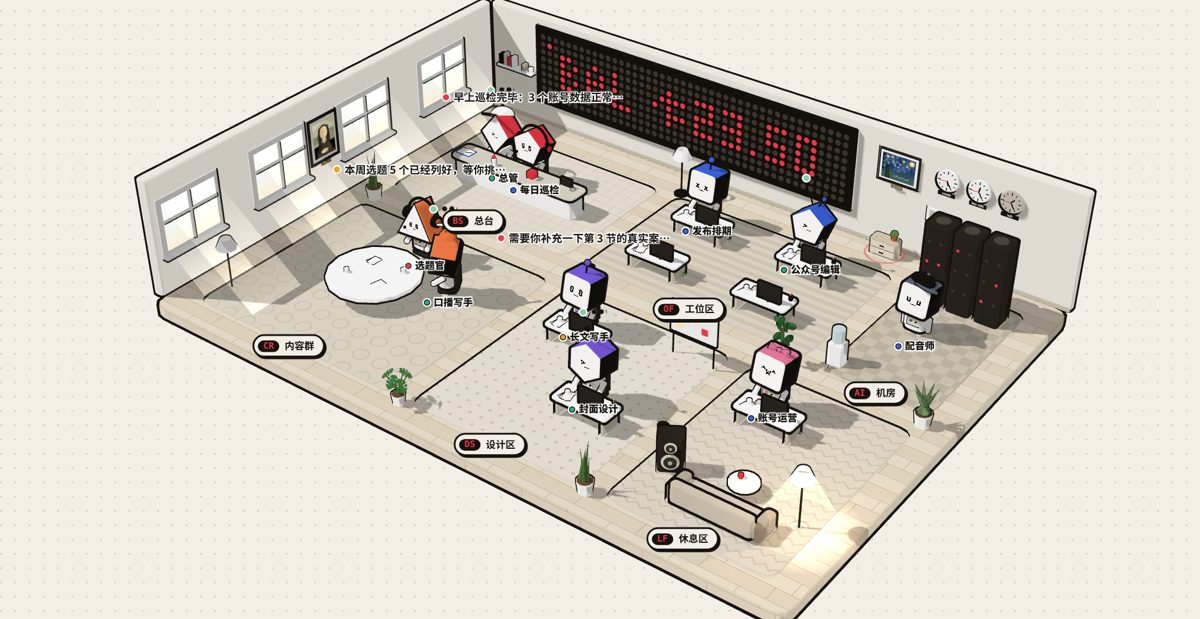 早上巡检完毕: 3 个账号数据正常…
本周选题 5 个已经列好，等你挑…
总管
每日巡检
BS 总台
需要你补充一下第 3 节的真实案…
发布排期
选题官
公众号编辑
口播写手
OF 工位区
长文写手
CR 内容群
配音师
AI 机房
封面设计
账号运营
DS 设计区
LF 休息区